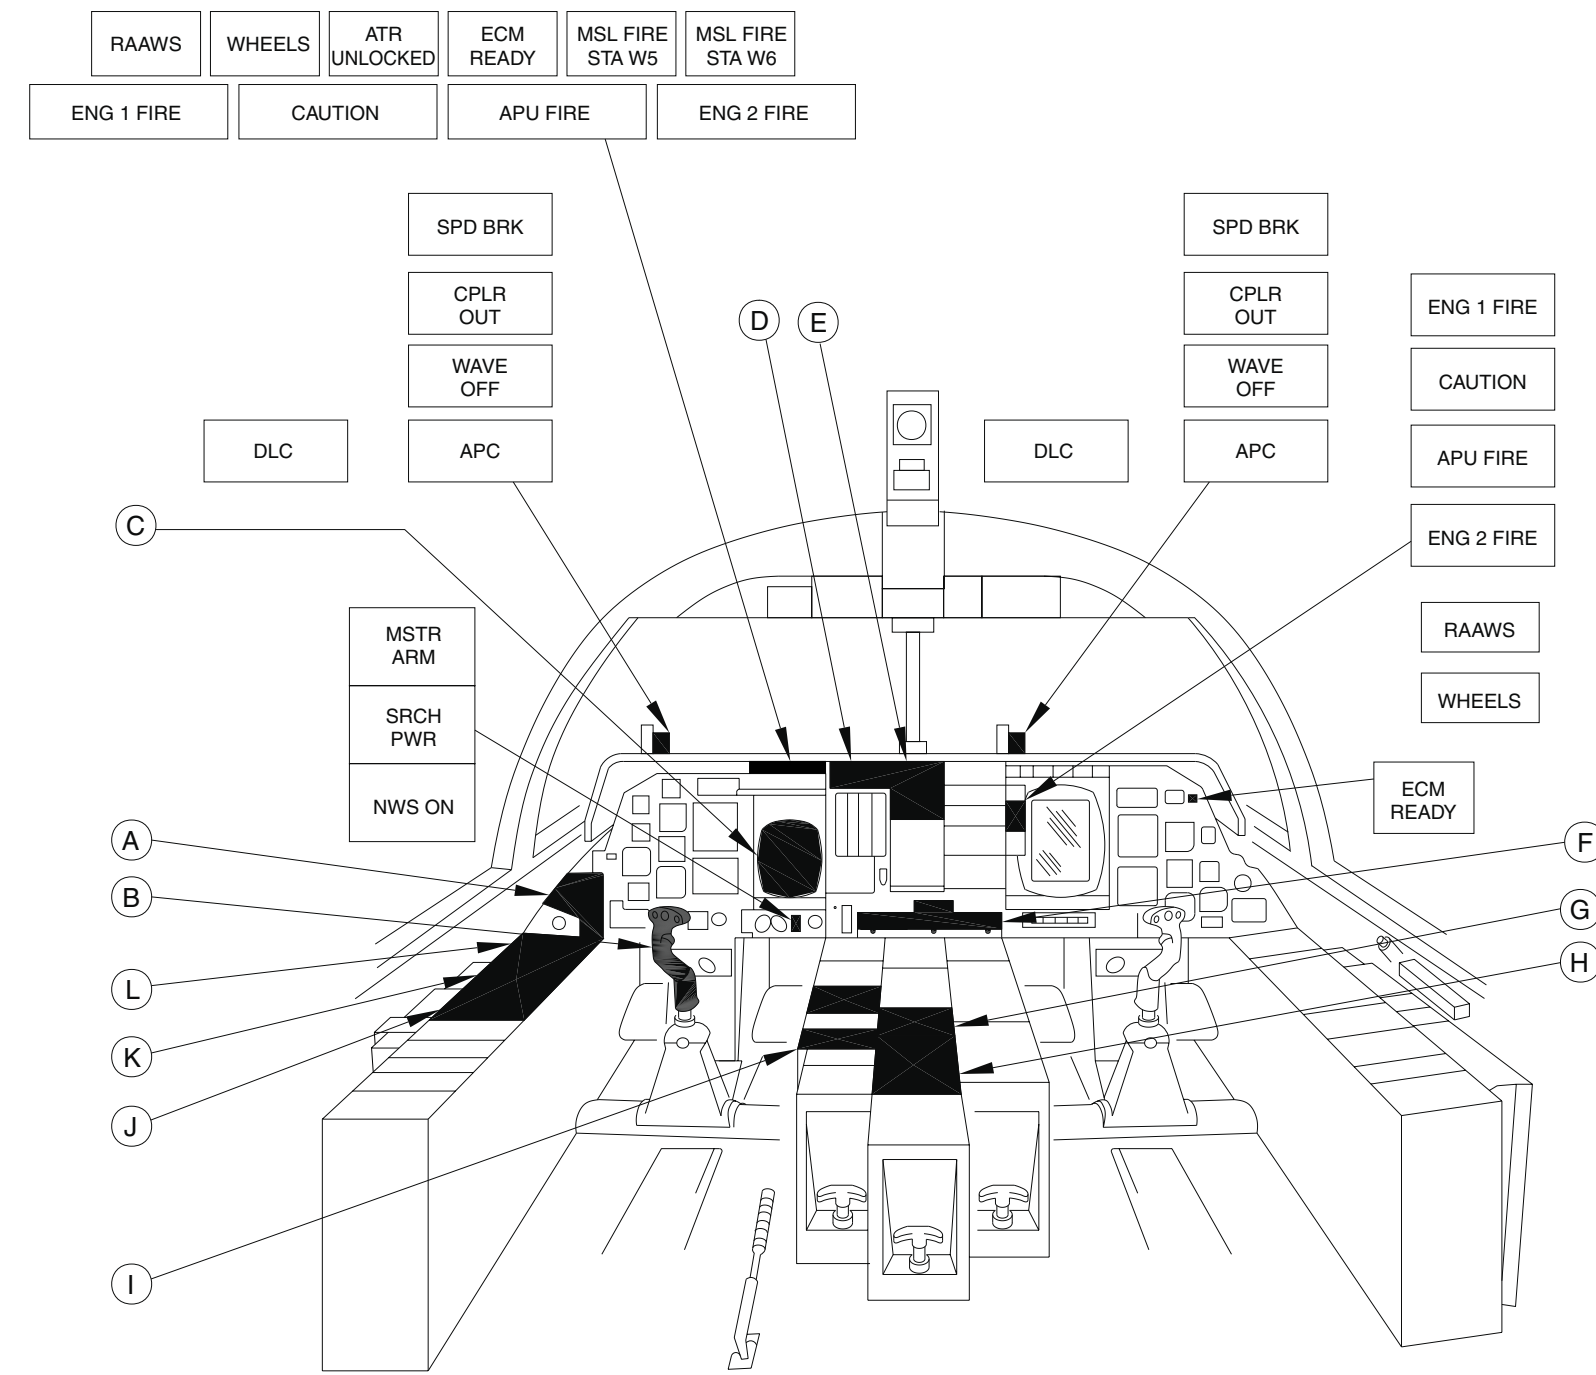 RAAWS
WHEELS
ATR
UNLOCKED
ECM
READY
MSL FIRE
STA W5
MSL FIRE
STA W6
ENG 1 FIRE
CAUTION
APU FIRE
ENG 2 FIRE
SPD BRK
CPLR
OUT
WAVE
OFF
DLC
APC
D
E
SPD BRK
CPLR
OUT
WAVE
OFF
DLC
APC
ENG 1 FIRE
CAUTION
APU FIRE
ENG 2 FIRE
RAAWS
WHEELS
C
MSTR
ARM
SRCH
PWR
NWS ON
ECM
READY
A
B
L
K
J
I
F
G
H